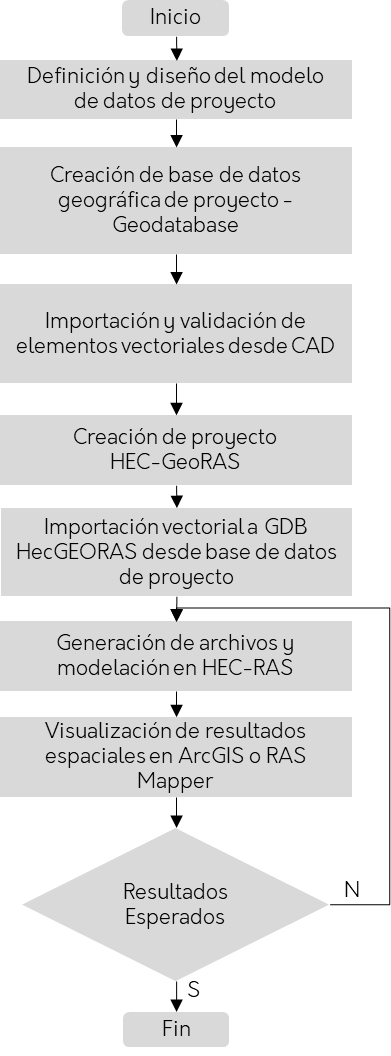 Inicio
Definición y diseño del modelo
de datos de proyecto
Creación de base de datos
geográfica de proyecto -
Geodatabase
Importación y validación de
elementos vectoriales desde CAD
Creación de proyecto
HEC-GeoRAS
Importación vectorial a GDB
HecGEORAS desde base de datos
de proyecto
Generación de archivos y
modelación en HEC-RAS
Visualización de resultados
espaciales en ArcGIS o RAS
Mapper
Resultados
Esperados
N
S
Fin